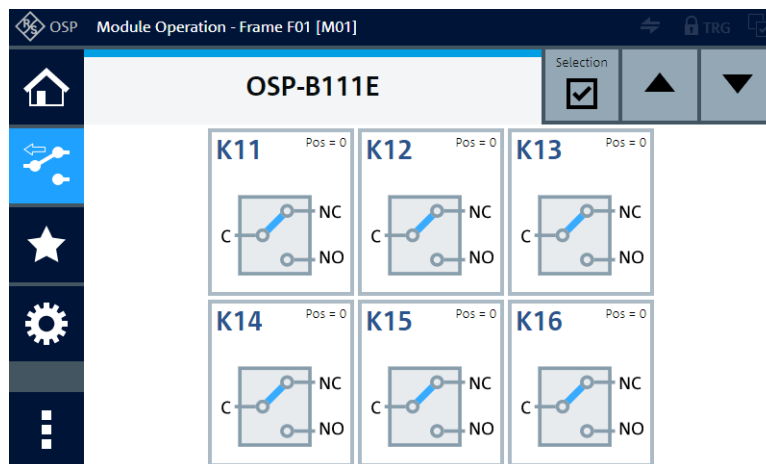 R&S OSP Module Operation - Frame F01 [M01] TRG
OSP-B111E Selection
K11 Pos = 0 K12 Pos = 0 K13 Pos = 0
NC NC NC
C C C
NO NO NO
K14 Pos = 0 K15 Pos = 0 K16 Pos = 0
NC NC NC
C C C
NO NO NO